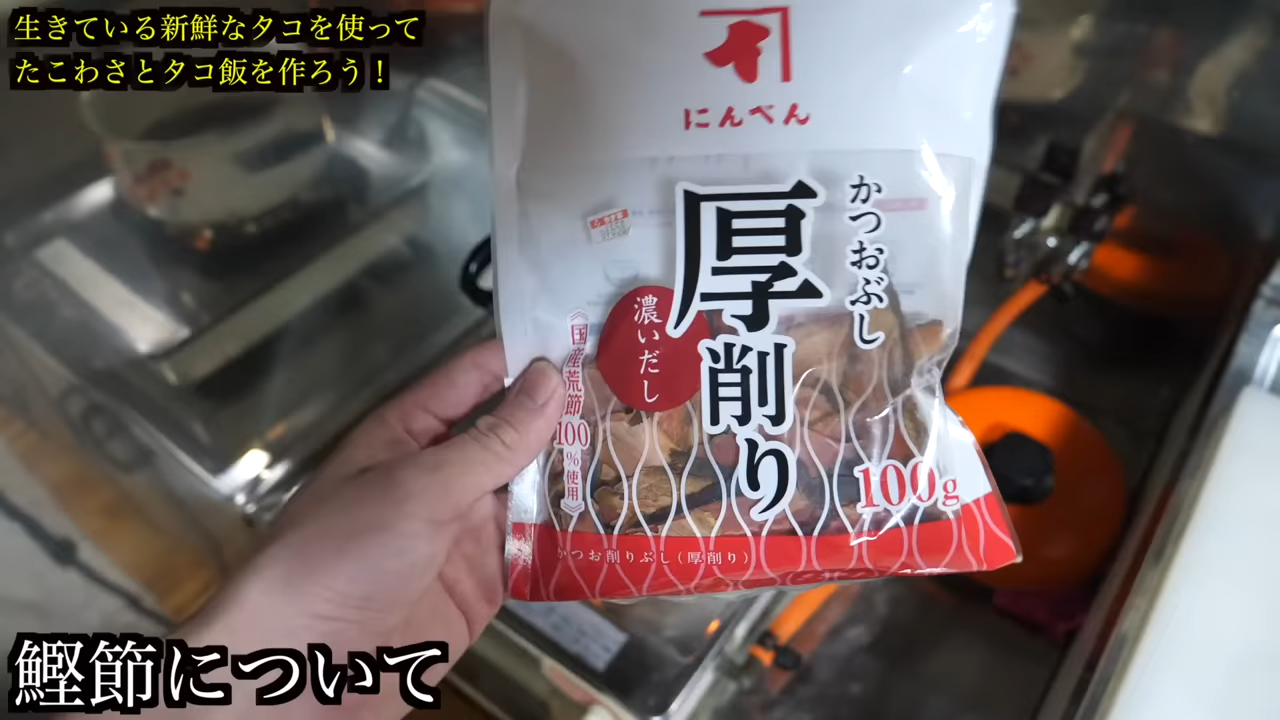 生きている新鮮なタコを使って
たこわさとタコ飯を作ろう！
にんべん
かつおぶし
厚削り
濃いだし
《国産荒節100%使用》
100g
かつお削りぶし(厚削り)
鰹節について